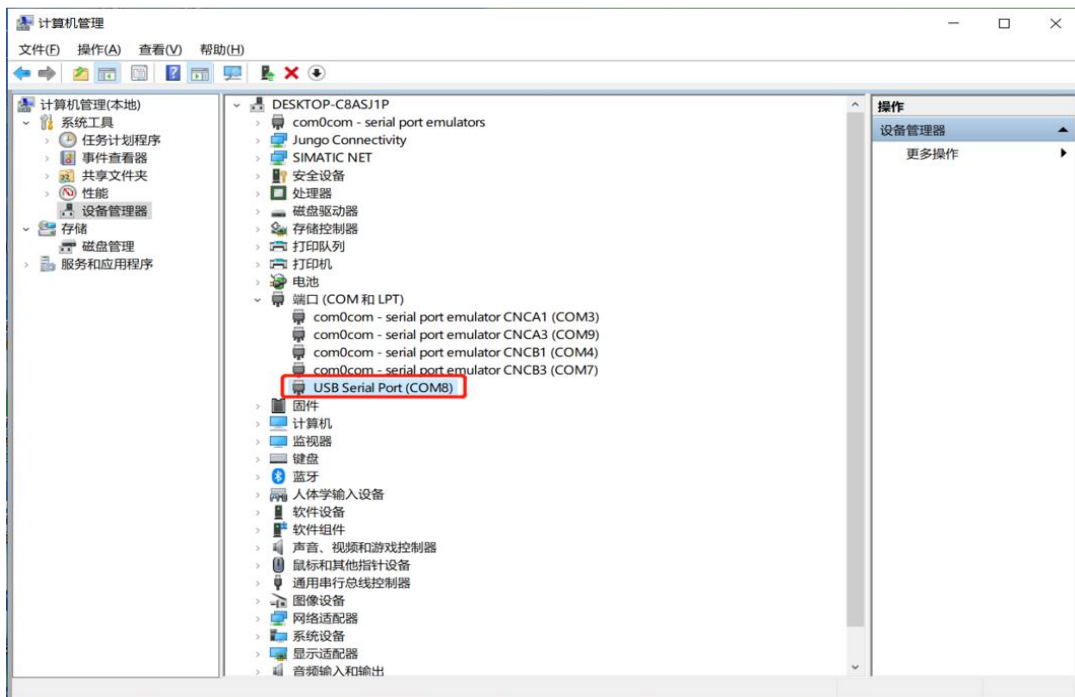 计算机管理
文件(F) 操作(A) 查看(V) 帮助(H)
计算机管理(本地)
系统工具
任务计划程序
事件查看器
共享文件夹
性能
设备管理器
存储
磁盘管理
服务和应用程序
DESKTOP-C8ASJ1P
com0com - serial port emulators
Jungo Connectivity
SIMATIC NET
安全设备
处理器
磁盘驱动器
存储控制器
打印队列
打印机
电池
端口 (COM 和 LPT)
com0com - serial port emulator CNCA1 (COM3)
com0com - serial port emulator CNCA3 (COM9)
com0com - serial port emulator CNCB1 (COM4)
com0com - serial port emulator CNCB3 (COM7)
USB Serial Port (COM8)
固件
计算机
监视器
键盘
蓝牙
人体学输入设备
软件设备
软件组件
声音、视频和游戏控制器
鼠标和其他指针设备
通用串行总线控制器
图像设备
网络适配器
系统设备
显示适配器
音频输入和输出
操作
设备管理器
更多操作